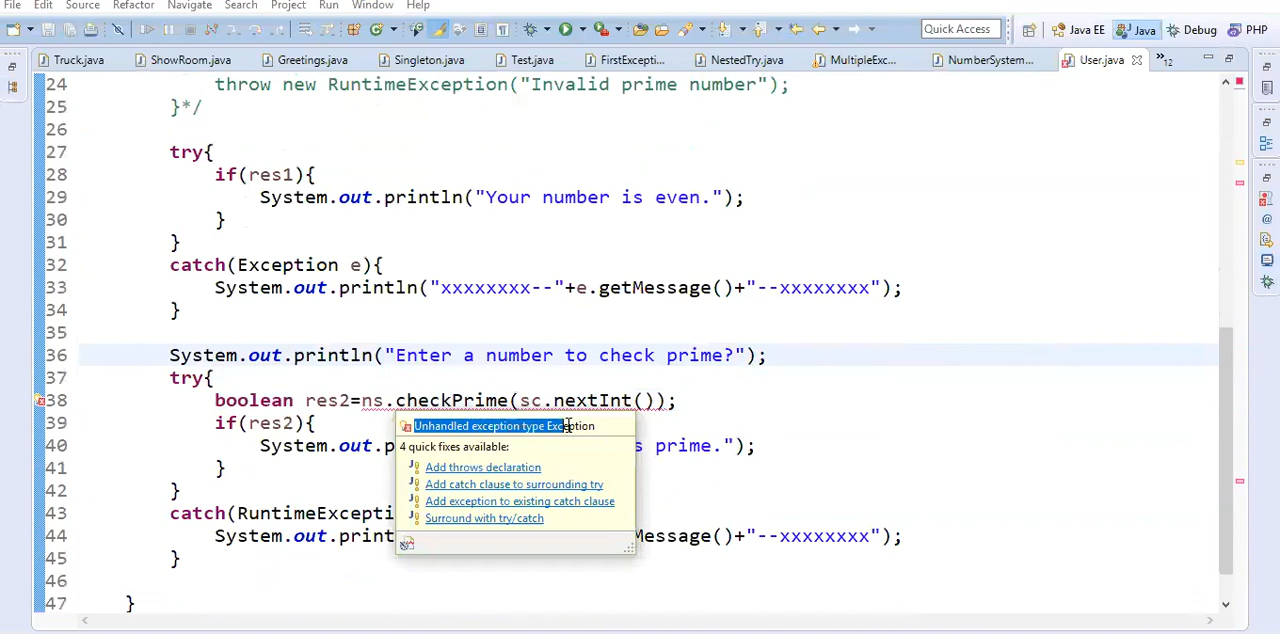 File Edit Source Refactor Navigate Search Project Run Window Help
Quick Access Java EE Java Debug PHP
Truck.java ShowRoom.java Greetings.java Singleton.java Test.java FirstExcepti... NestedTry.java MultipleExc... NumberSystem... User.java »12
24 throw new RuntimeException("Invalid prime number");
25 }*/
26
27 try{
28 if(res1){
29 System.out.println("Your number is even.");
30 }
31 }
32 catch(Exception e){
33 System.out.println("xxxxxxxx--"+e.getMessage()+"--xxxxxxxx");
34 }
35
36 System.out.println("Enter a number to check prime?");
37 try{
38 boolean res2=ns.checkPrime(sc.nextInt());
39 if(res2){
Unhandled exception type Exception
40 System.out.p s prime.");
4 quick fixes available:
Add throws declaration
41 }
Add catch clause to surrounding try
42 }
Add exception to existing catch clause
43 catch(RuntimeExcepti
Surround with try/catch
44 System.out.print Message()+"--xxxxxxxx");
45 }
46
47 }